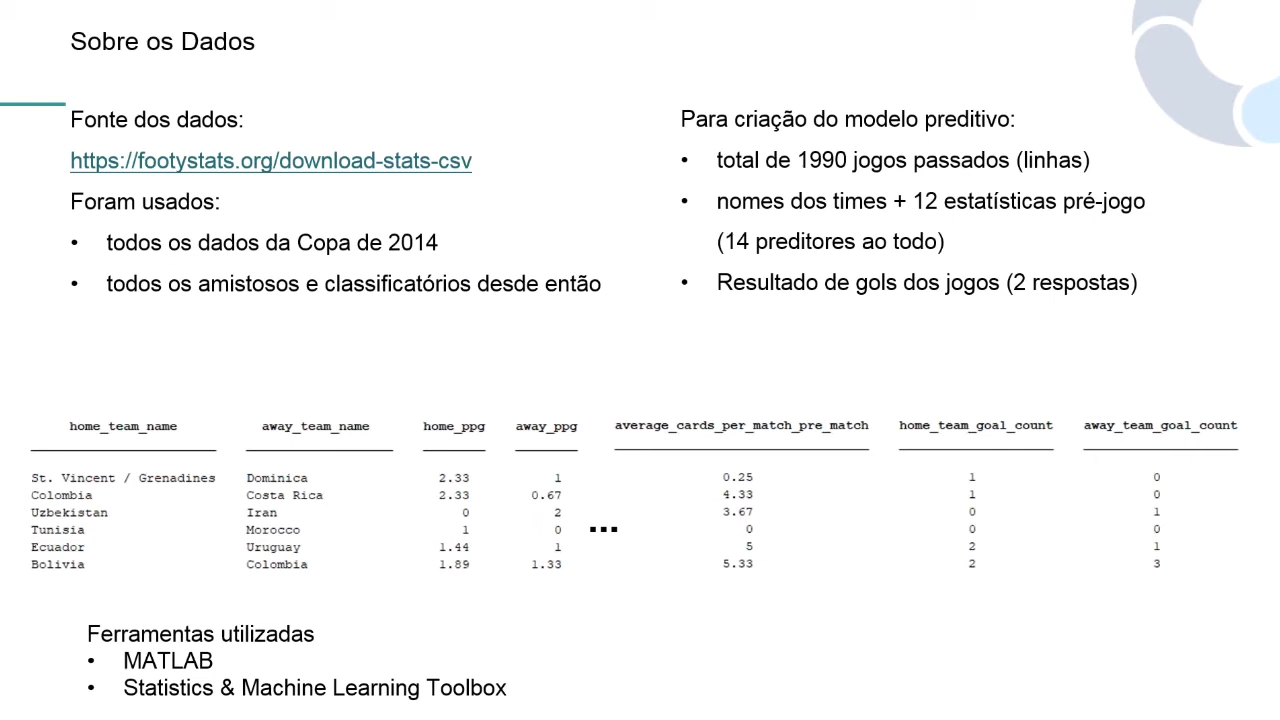 Sobre os Dados
Fonte dos dados:
https://footystats.org/download-stats-csv
Foram usados:
• todos os dados da Copa de 2014
• todos os amistosos e classificatórios desde então
Para criação do modelo preditivo:
• total de 1990 jogos passados (linhas)
• nomes dos times + 12 estatísticas pré-jogo
(14 preditores ao todo)
• Resultado de gols dos jogos (2 respostas)
home_team_name away_team_name home_ppg away_ppg average_cards_per_match_pre_match home_team_goal_count away_team_goal_count
St. Vincent / Grenadines Dominica 2.33 1 0.25 1 0
Colombia Costa Rica 2.33 0.67 4.33 1 0
Uzbekistan Iran 0 2 3.67 0 1
Tunisia Morocco 1 0 ... 0 0 0
Ecuador Uruguay 1.44 1 5 2 1
Bolivia Colombia 1.89 1.33 5.33 2 3
Ferramentas utilizadas
• MATLAB
• Statistics & Machine Learning Toolbox